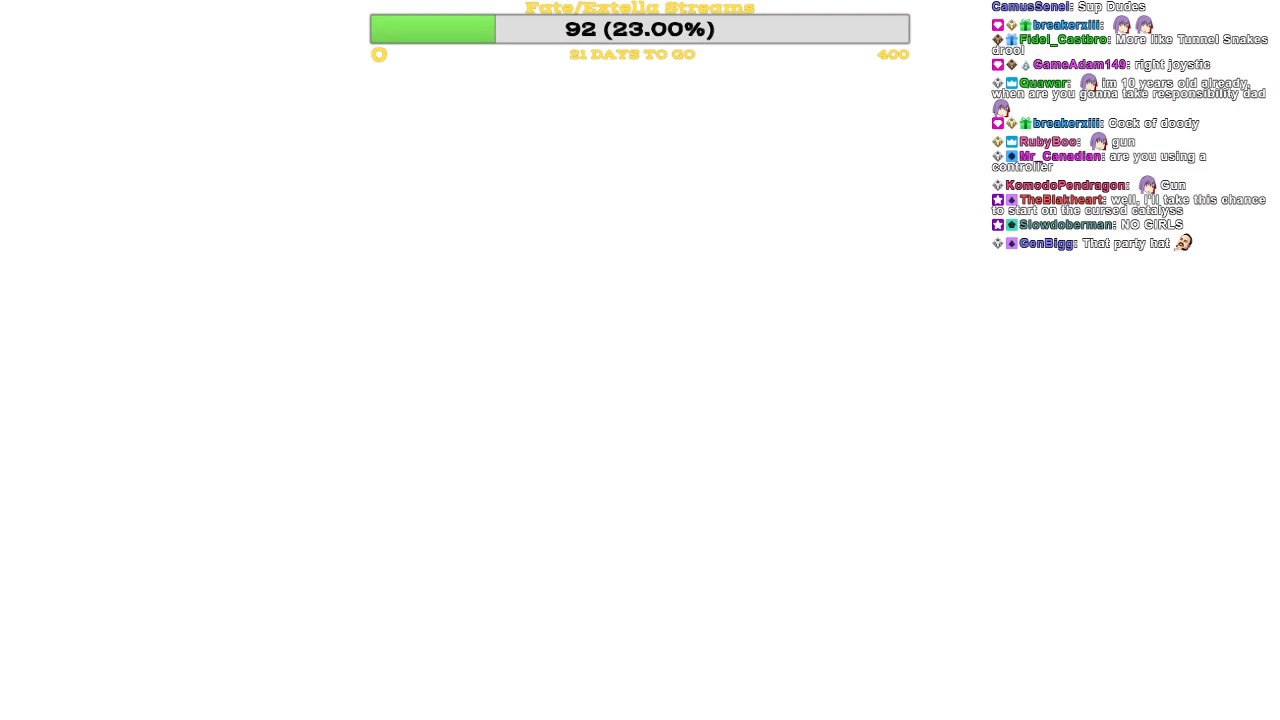 Fate/Extella Streams
92 (23.00%)
0
21 DAYS TO GO
400
CamusSenei: Sup Dudes
breakerxiii:
Fidel_Castbro: More like Tunnel Snakes
drool
GameAdam149: right joystic
Quawar: im 10 years old already,
when are you gonna take responsibility dad
breakerxiii: Cock of doody
RubyBoo: gun
Mr_Canadian: are you using a
controller
KomodoPendragon: Gun
TheBlakheart: well, I'll take this chance
to start on the cursed catalyss
Slowdoberman: NO GIRLS
GenBigg: That party hat